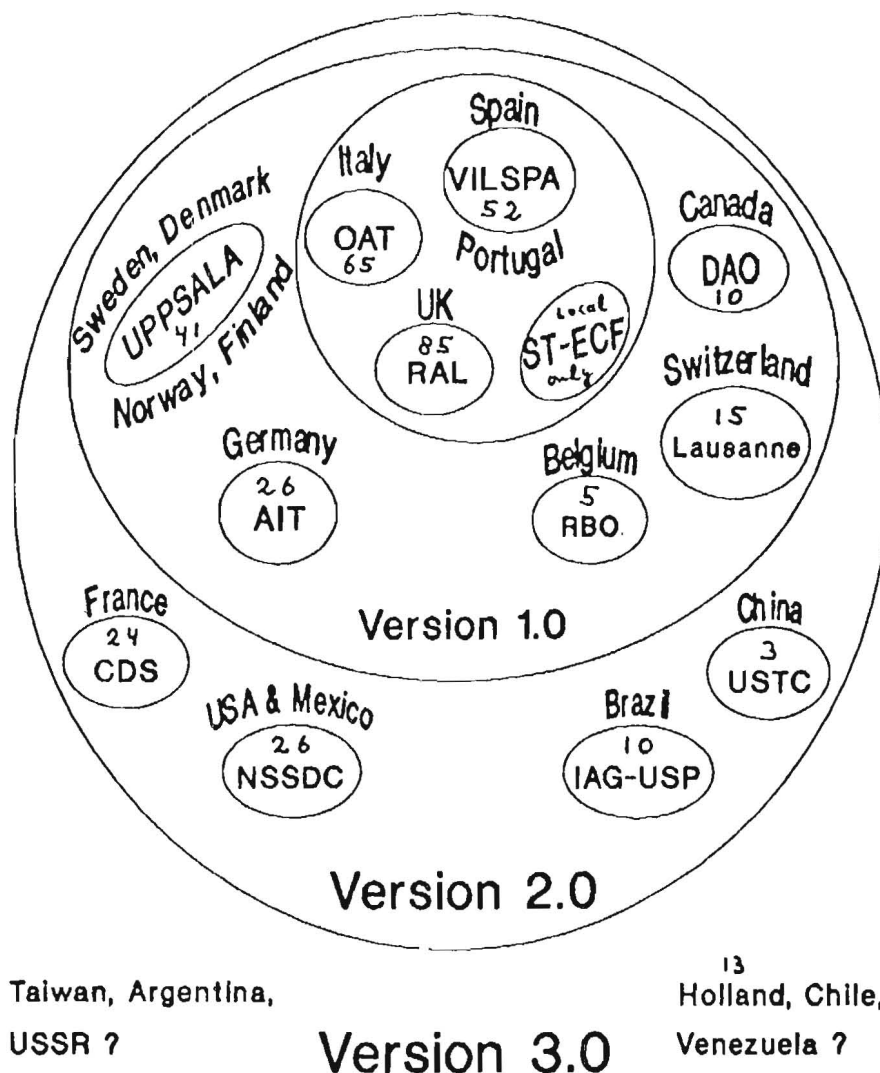 Spain
VILSPA
52
Portugal
Italy
OAT
65
UK
85
RAL
Local
ST-ECF
only
Sweden, Denmark
UPPSALA
41
Norway, Finland
Canada
DAO
10
Switzerland
15
Lausanne
Germany
26
AIT
Belgium
5
RBO
Version 1.0
France
24
CDS
USA & Mexico
26
NSSDC
Brazil
10
IAG-USP
China
3
USTC
Version 2.0
Taiwan, Argentina,
USSR ?
Version 3.0
13
Holland, Chile,
Venezuela ?